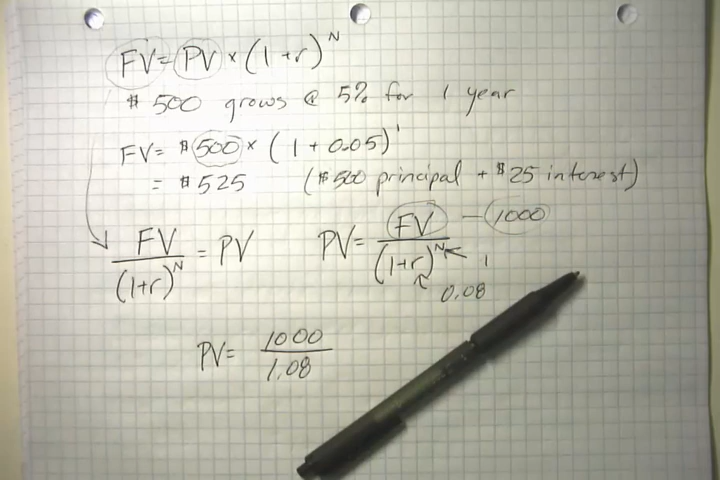 FV = PV × (1 + r)^N
$500 grows @ 5% for 1 year
FV = $500 × (1 + 0.05)^1
= $525 ($500 principal + $25 interest)
FV/(1+r)^N = PV
PV = FV/(1+r)^N
1000
1
0.08
PV = 1000/1.08